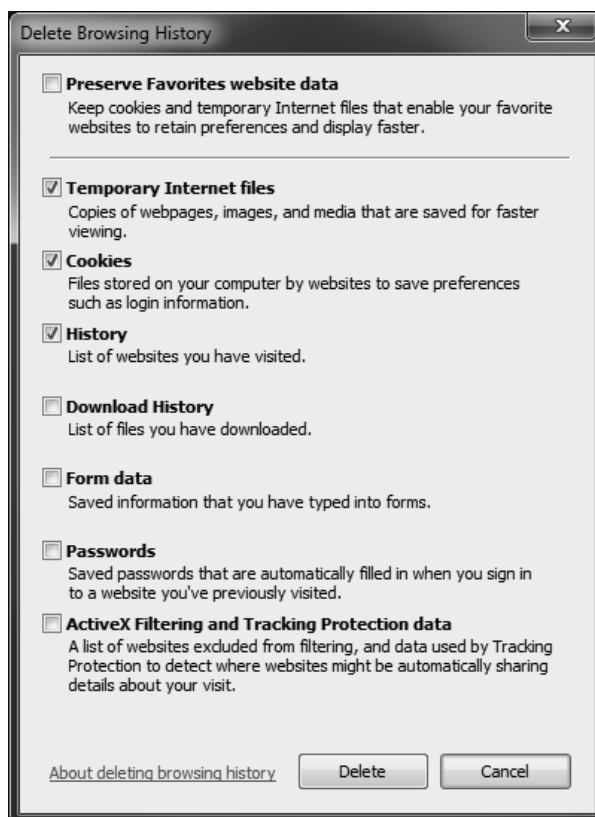 Delete Browsing History
Preserve Favorites website data
Keep cookies and temporary Internet files that enable your favorite
websites to retain preferences and display faster.
Temporary Internet files
Copies of webpages, images, and media that are saved for faster
viewing.
Cookies
Files stored on your computer by websites to save preferences
such as login information.
History
List of websites you have visited.
Download History
List of files you have downloaded.
Form data
Saved information that you have typed into forms.
Passwords
Saved passwords that are automatically filled in when you sign in
to a website you've previously visited.
ActiveX Filtering and Tracking Protection data
A list of websites excluded from filtering, and data used by Tracking
Protection to detect where websites might be automatically sharing
details about your visit.
About deleting browsing history Delete Cancel